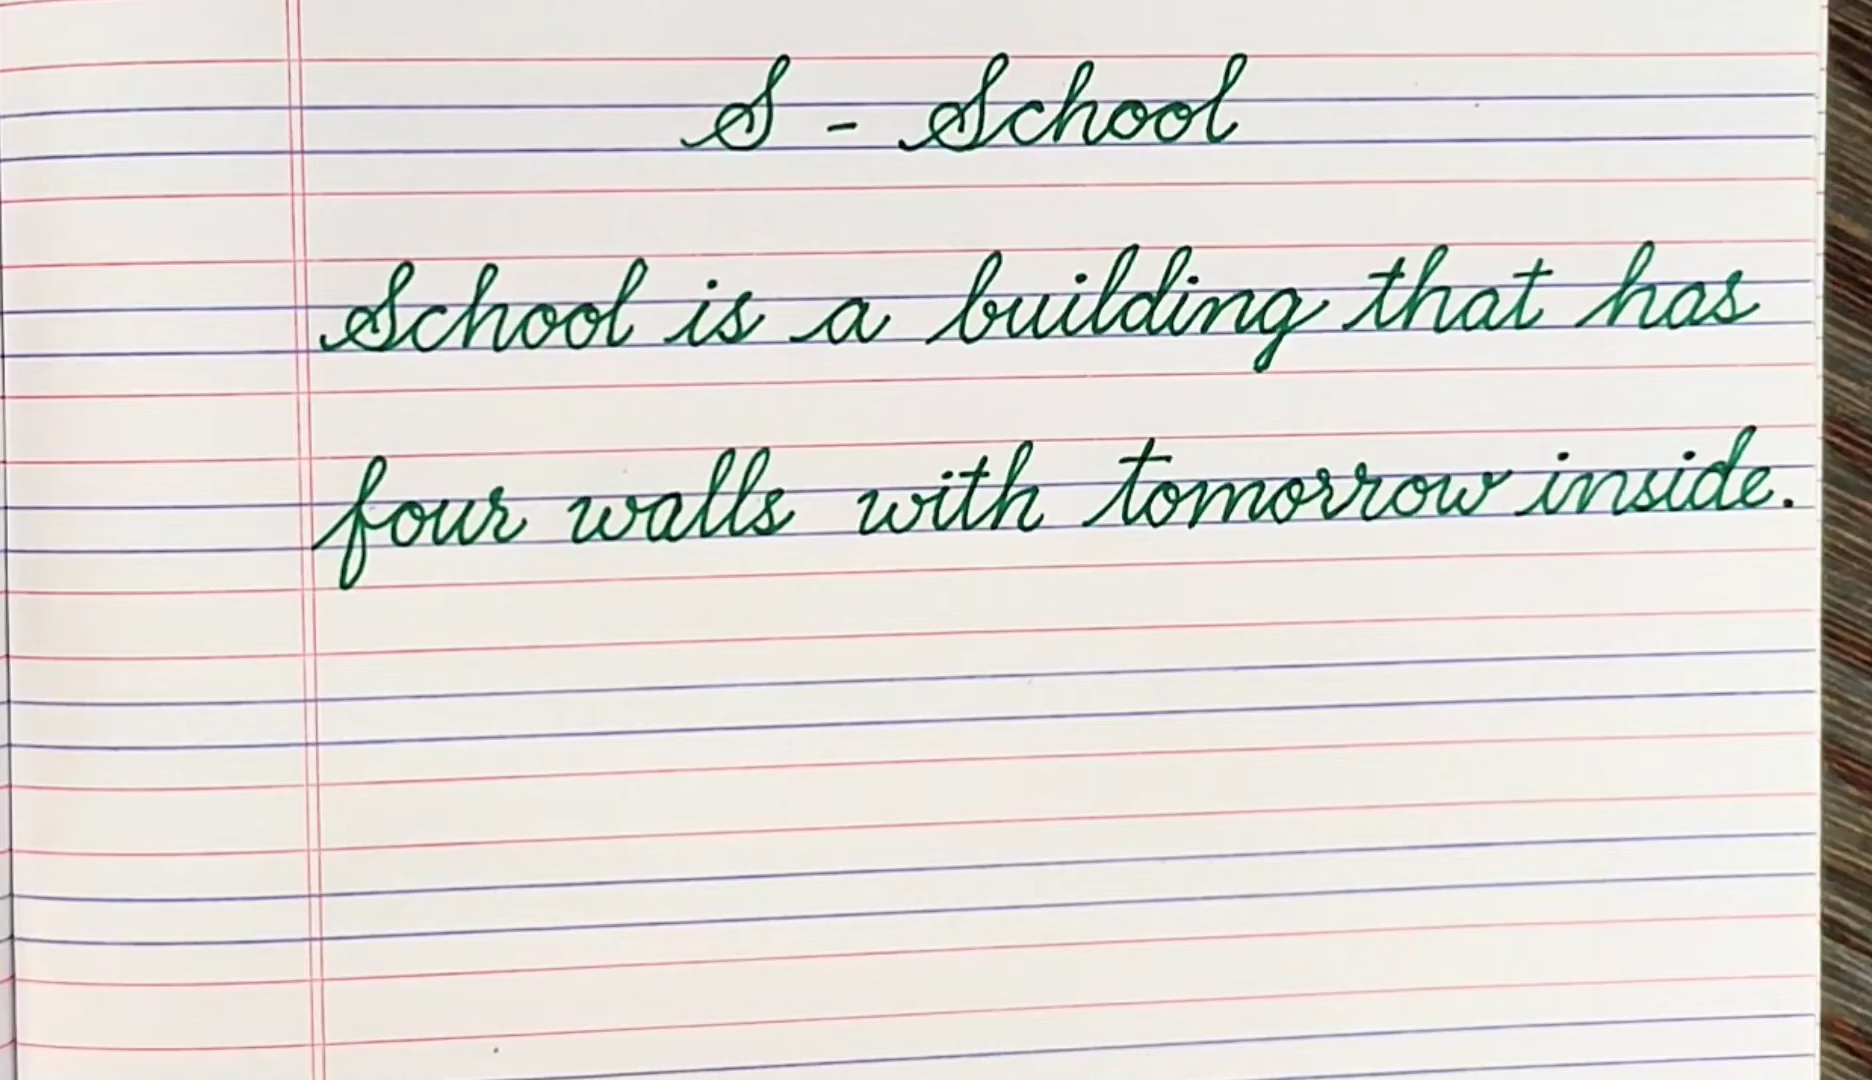 S - School
School is a building that has
four walls with tomorrow inside.